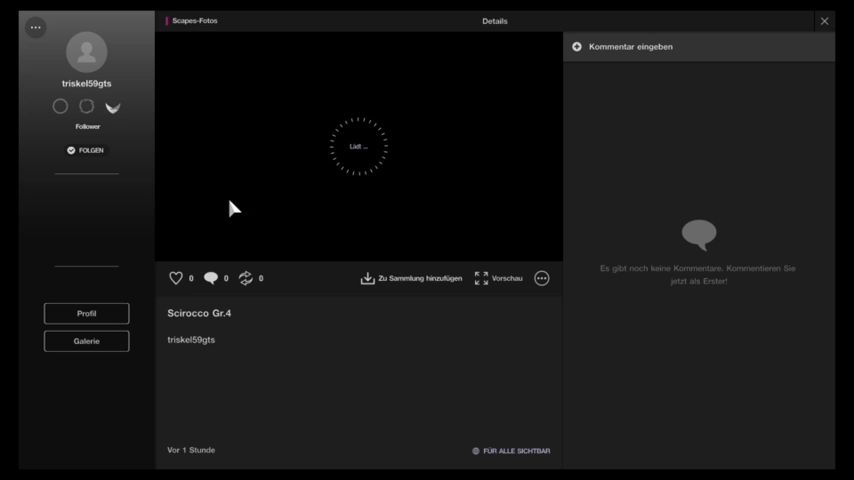 Scapes-Fotos
Details
Kommentar eingeben
triskel59gts
Follower
FOLGEN
Lädt ...
0
0
0
Zu Sammlung hinzufügen
Vorschau
Es gibt noch keine Kommentare. Kommentieren Sie
jetzt als Erster!
Profil
Galerie
Scirocco Gr.4
triskel59gts
Vor 1 Stunde
FÜR ALLE SICHTBAR